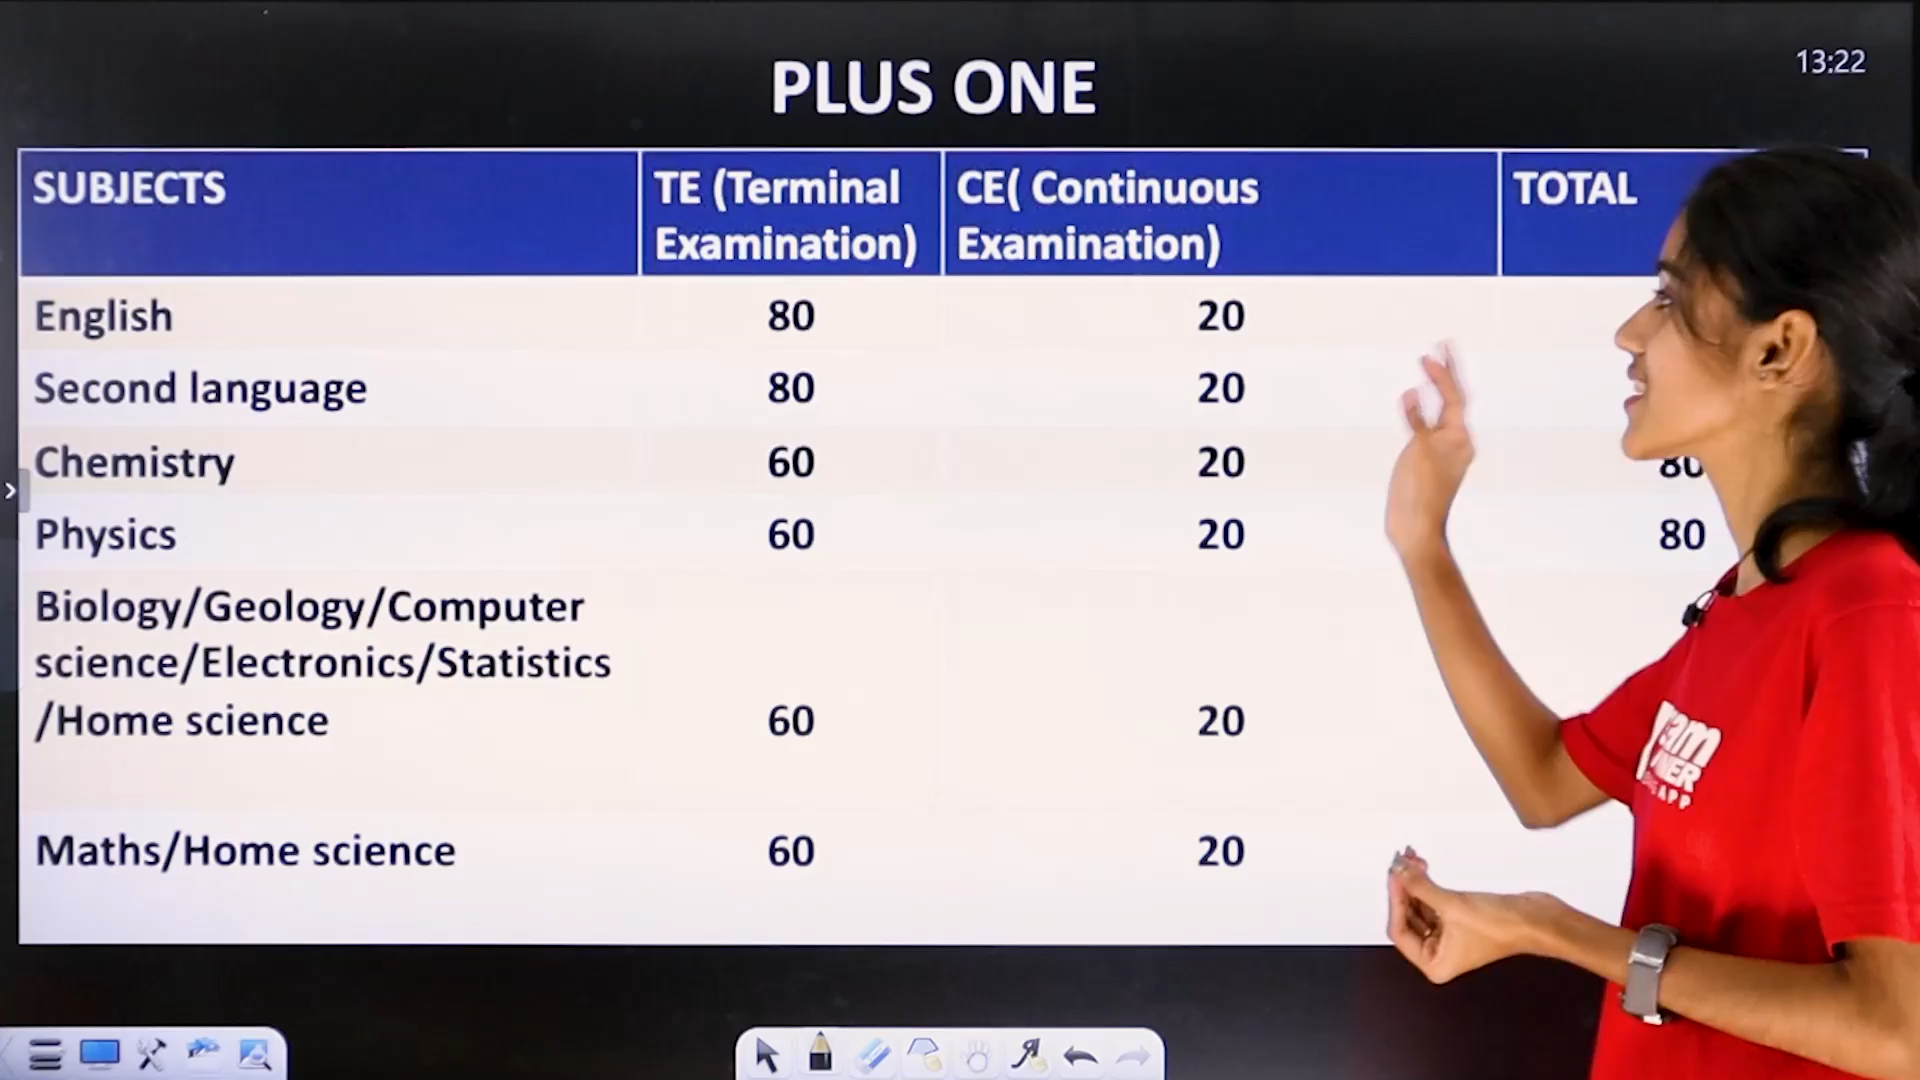 PLUS ONE
13:22
SUBJECTS
TE (Terminal
Examination)
CE( Continuous
Examination)
TOTAL
English 80 20
Second language 80 20
Chemistry 60 20 80
Physics 60 20 80
Biology/Geology/Computer
science/Electronics/Statistics
/Home science 60 20
Maths/Home science 60 20
APP